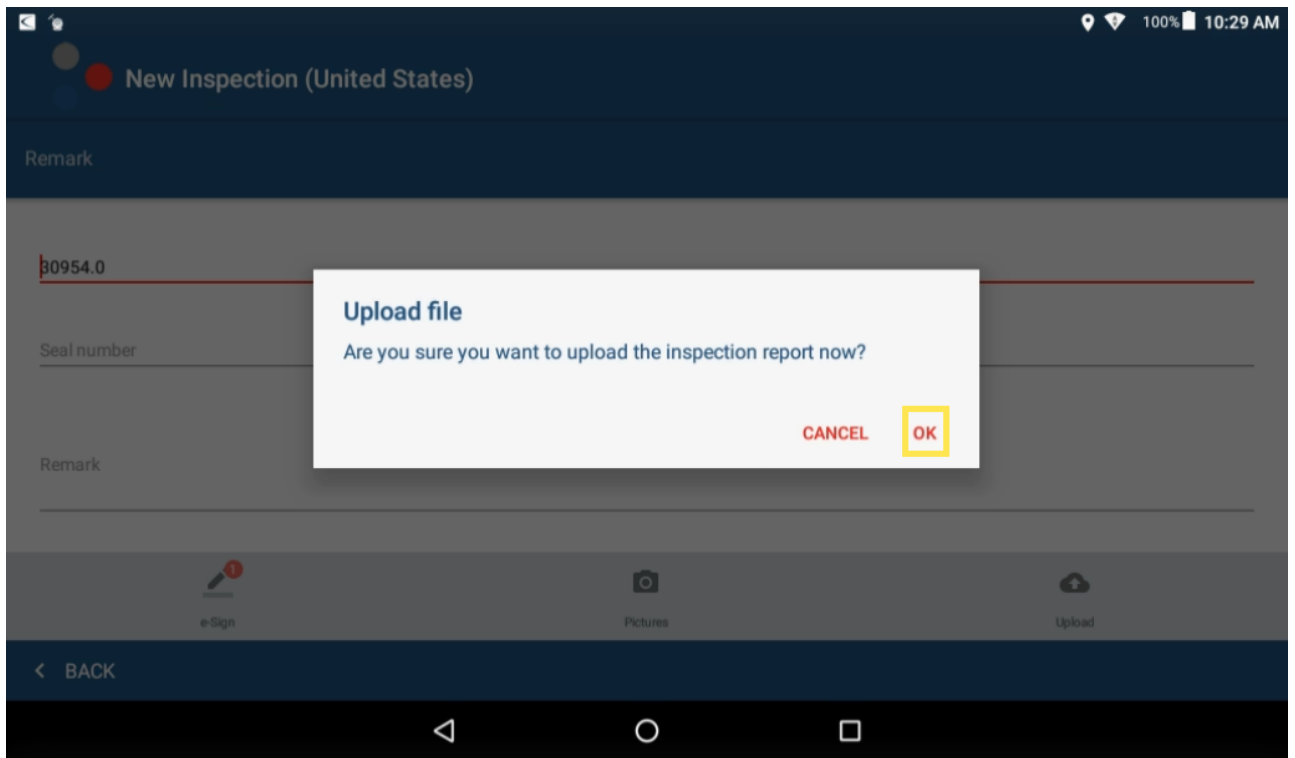 100% 10:29 AM
New Inspection (United States)
Remark
30954.0
Upload file
Are you sure you want to upload the inspection report now?
Seal number
CANCEL OK
Remark
1
e-Sign Pictures Upload
< BACK